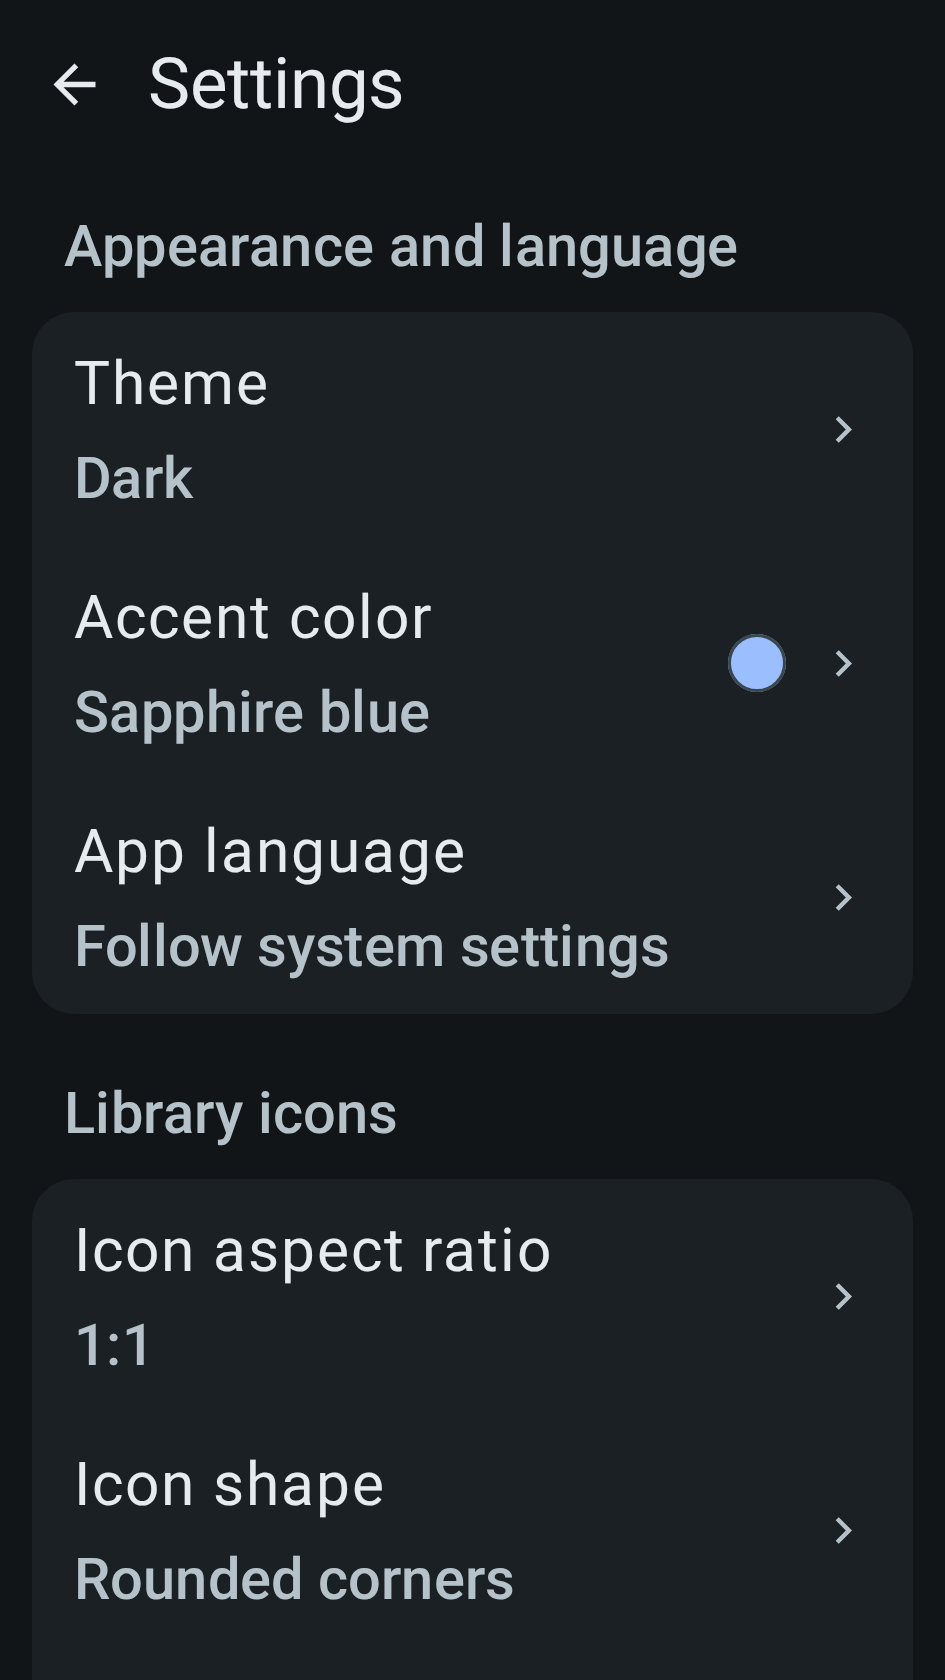 Settings
Appearance and language
Theme
Dark
Accent color
Sapphire blue
App language
Follow system settings
Library icons
Icon aspect ratio
1:1
Icon shape
Rounded corners